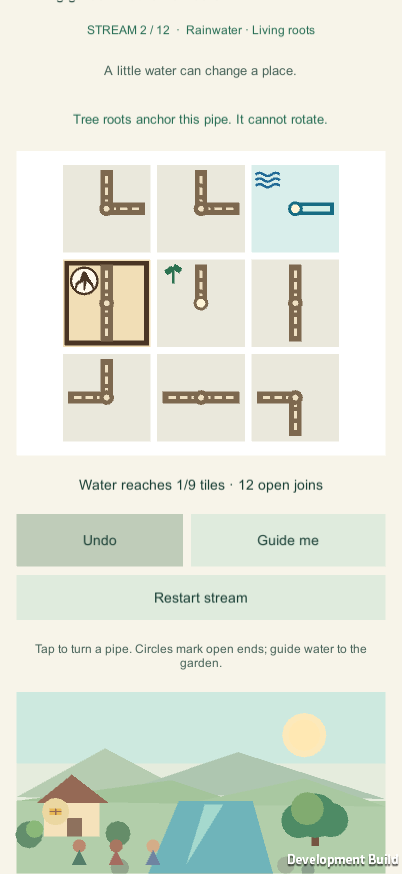 STREAM 2 / 12 · Rainwater · Living roots
A little water can change a place.
Tree roots anchor this pipe. It cannot rotate.
Water reaches 1/9 tiles · 12 open joins
Undo
Guide me
Restart stream
Tap to turn a pipe. Circles mark open ends; guide water to the
garden.
Development Build